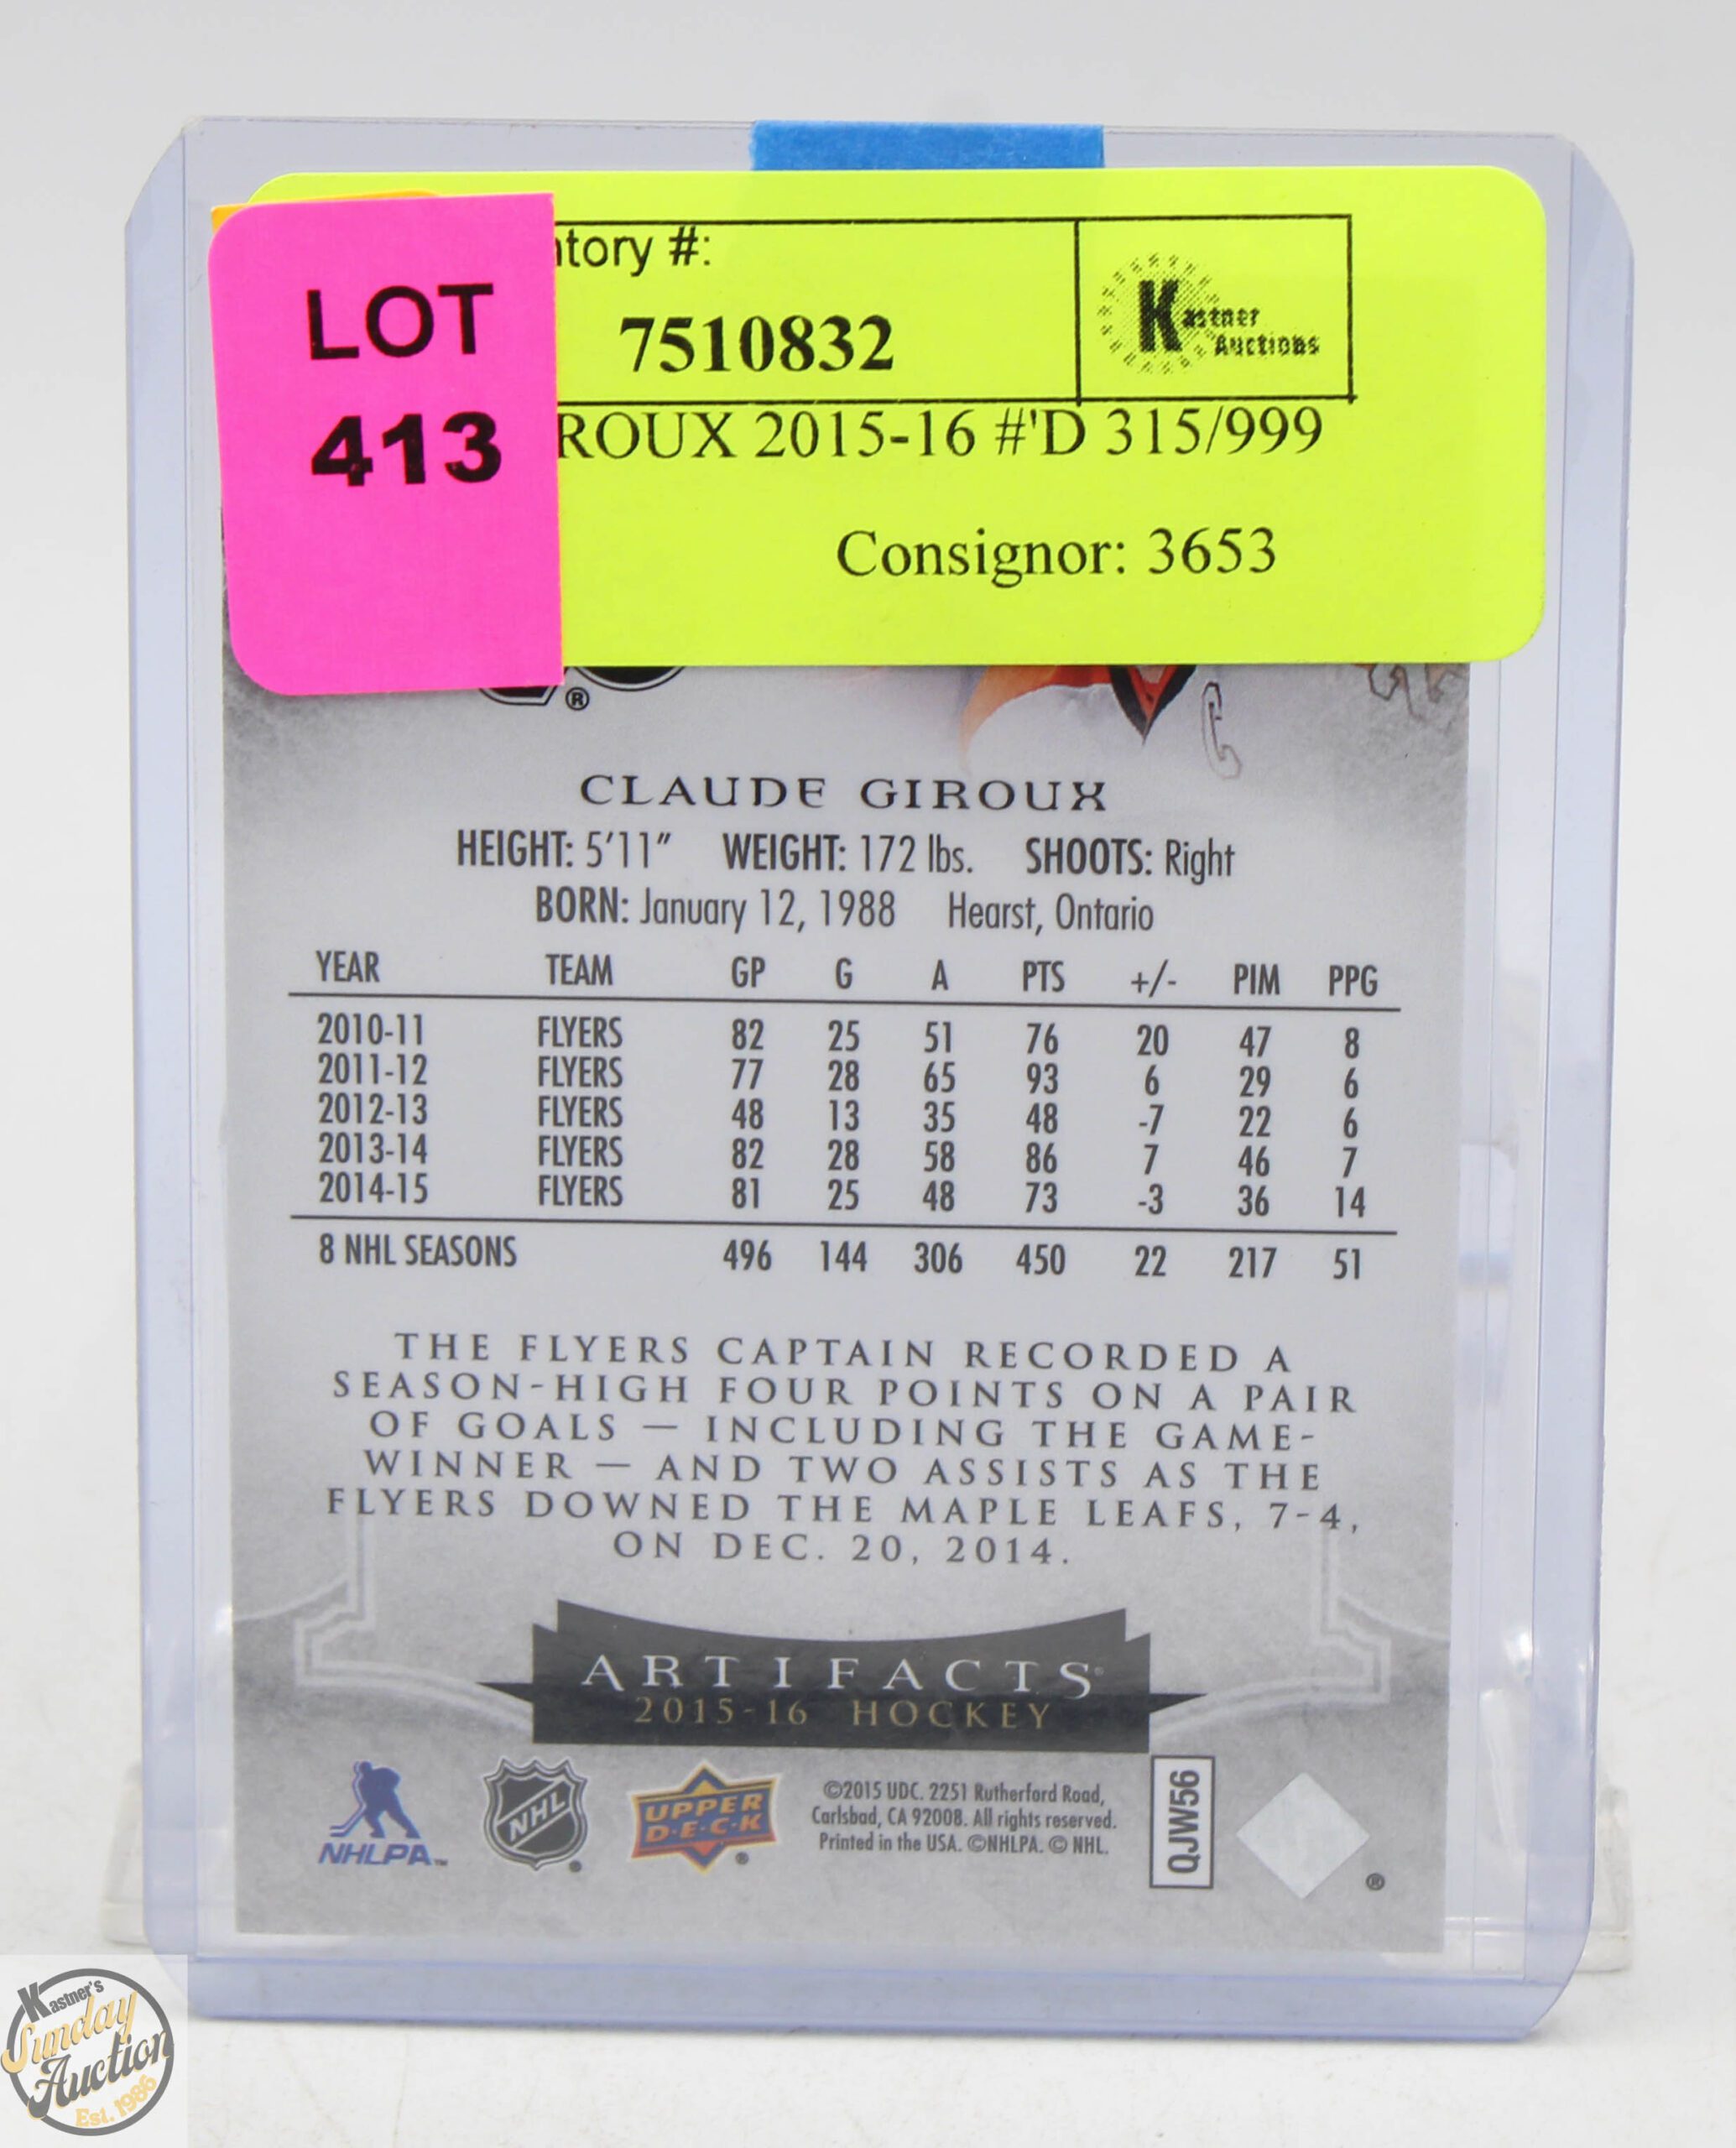 LOT
413
ntory #:
7510832
Kastner
Auctions
ROUX 2015-16 #'D 315/999
Consignor: 3653
®
C
CLAUDE GIROUX
HEIGHT: 5'11" WEIGHT: 172 lbs. SHOOTS: Right
BORN: January 12, 1988 Hearst, Ontario
YEAR TEAM GP G A PTS +/- PIM PPG
2010-11 FLYERS 82 25 51 76 20 47 8
2011-12 FLYERS 77 28 65 93 6 29 6
2012-13 FLYERS 48 13 35 48 -7 22 6
2013-14 FLYERS 82 28 58 86 7 46 7
2014-15 FLYERS 81 25 48 73 -3 36 14
8 NHL SEASONS 496 144 306 450 22 217 51
THE FLYERS CAPTAIN RECORDED A
SEASON-HIGH FOUR POINTS ON A PAIR
OF GOALS — INCLUDING THE GAME-
WINNER — AND TWO ASSISTS AS THE
FLYERS DOWNED THE MAPLE LEAFS, 7-4,
ON DEC. 20, 2014.
ARTIFACTS
2015-16 HOCKEY
NHLPA™
NHL
UPPER
D·E·C·K
©2015 UDC. 2251 Rutherford Road,
Carlsbad, CA 92008. All rights reserved.
Printed in the USA. ©NHLPA. © NHL.
QJW56
®
Kastner's
Sunday
Auction
Est. 1986